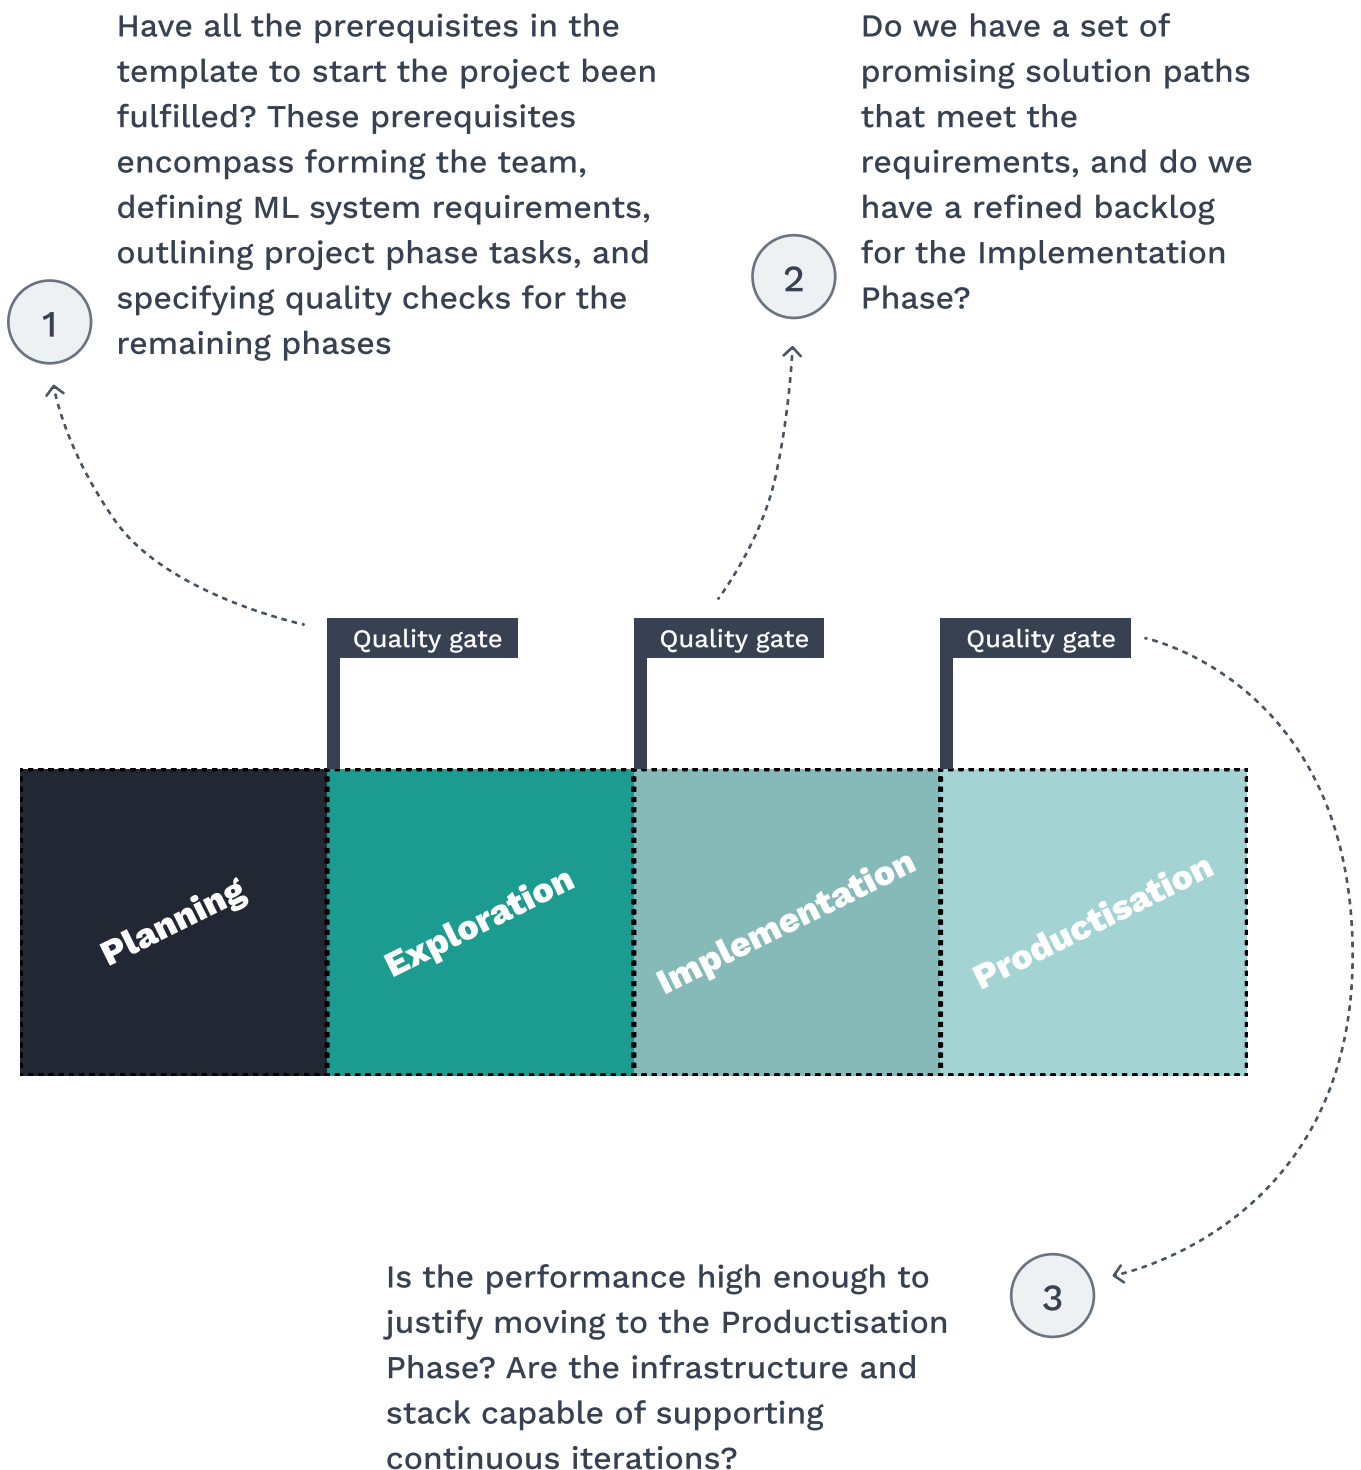 Have all the prerequisites in the
template to start the project been
fulfilled? These prerequisites
encompass forming the team,
defining ML system requirements,
outlining project phase tasks, and
specifying quality checks for the
remaining phases
1
Do we have a set of
promising solution paths
that meet the
requirements, and do we
have a refined backlog
for the Implementation
Phase?
2
Quality gate
Quality gate
Quality gate
Planning
Exploration
Implementation
Productisation
Is the performance high enough to
justify moving to the Productisation
Phase? Are the infrastructure and
stack capable of supporting
continuous iterations?
3